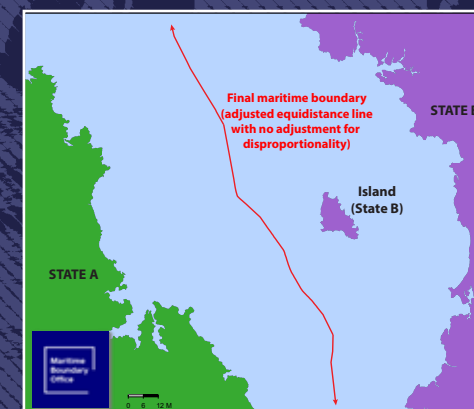 Final maritime boundary
(adjusted equidistance line
with no adjustment for
disproportionality)
STATE
Island
(State B)
STATE A
Maritime
Boundary
Office
0 6 12 M